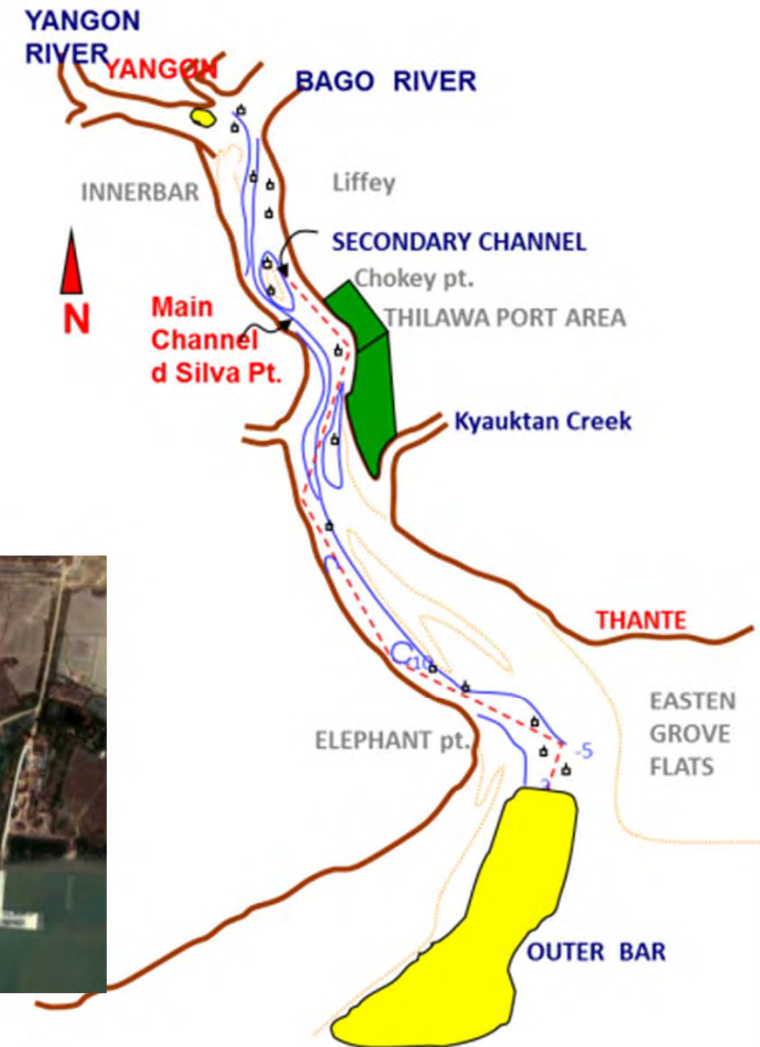 YANGON
RIVER
YANGON
BAGO RIVER
INNERBAR
Liffey
SECONDARY CHANNEL
Chokey pt.
THILAWA PORT AREA
N
Main
Channel
d Silva Pt.
Kyauktan Creek
THANTE
C10
EASTEN
GROVE
FLATS
ELEPHANT pt.
-5
OUTER BAR